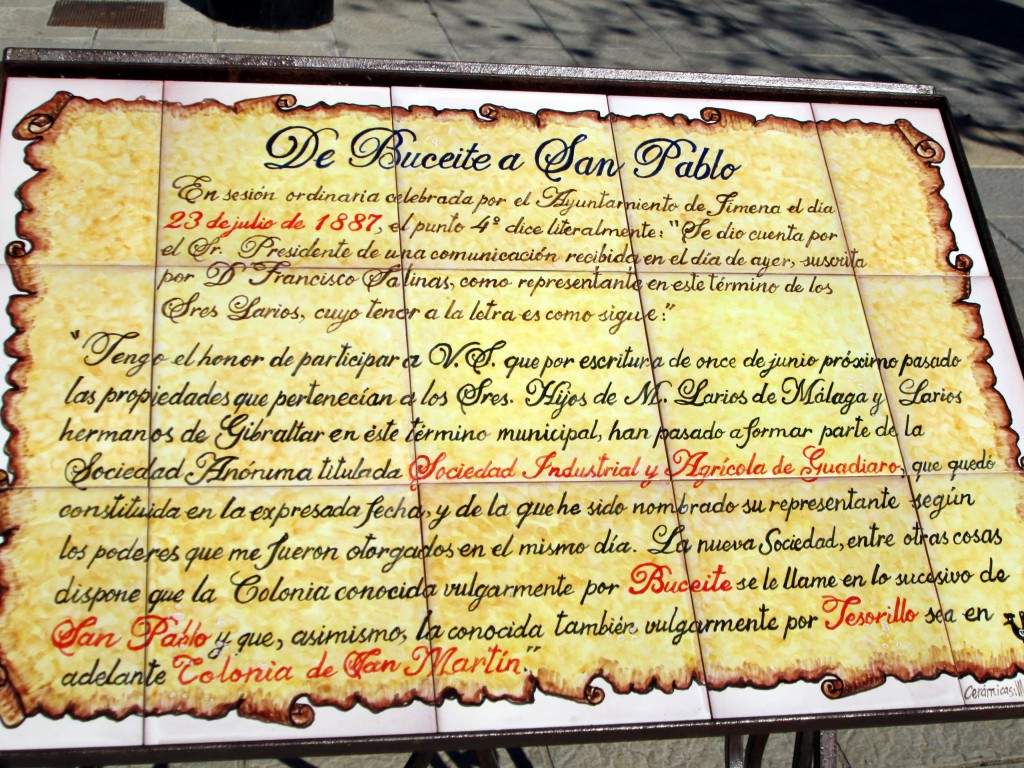 De Buceite a San Pablo
En sesión ordinaria celebrada por el Ayuntamiento de Jimena el día
23 de julio de 1887, el punto 4º dice literalmente: "Se dio cuenta por
el Sr. Presidente de una comunicación recibida en el día de ayer, suscrita
por D Francisco Salinas, como representante en este término de los
Sres Larios, cuyo tenor a la letra es como sigue:"
"Tengo el honor de participar a V.S. que por escritura de once de junio próximo pasado
las propiedades que pertenecían a los Sres. Hijos de M. Larios de Málaga y Larios
hermanos de Gibraltar en éste término municipal, han pasado a formar parte de la
Sociedad Anónuma titulada Sociedad Industrial y Agrícola de Guadiaro, que quedó
constituida en la expresada fecha, y de la que he sido nombrado su representante según
los poderes que me fueron otorgados en el mismo día. La nueva Sociedad, entre otras cosas
dispone que la Colonia conocida vulgarmente por Buceite se le llame en lo sucesivo de
San Pablo y que, asimismo, la conocida también vulgarmente por Tesorillo sea en
adelante Colonia de San Martín."
Cerámicas